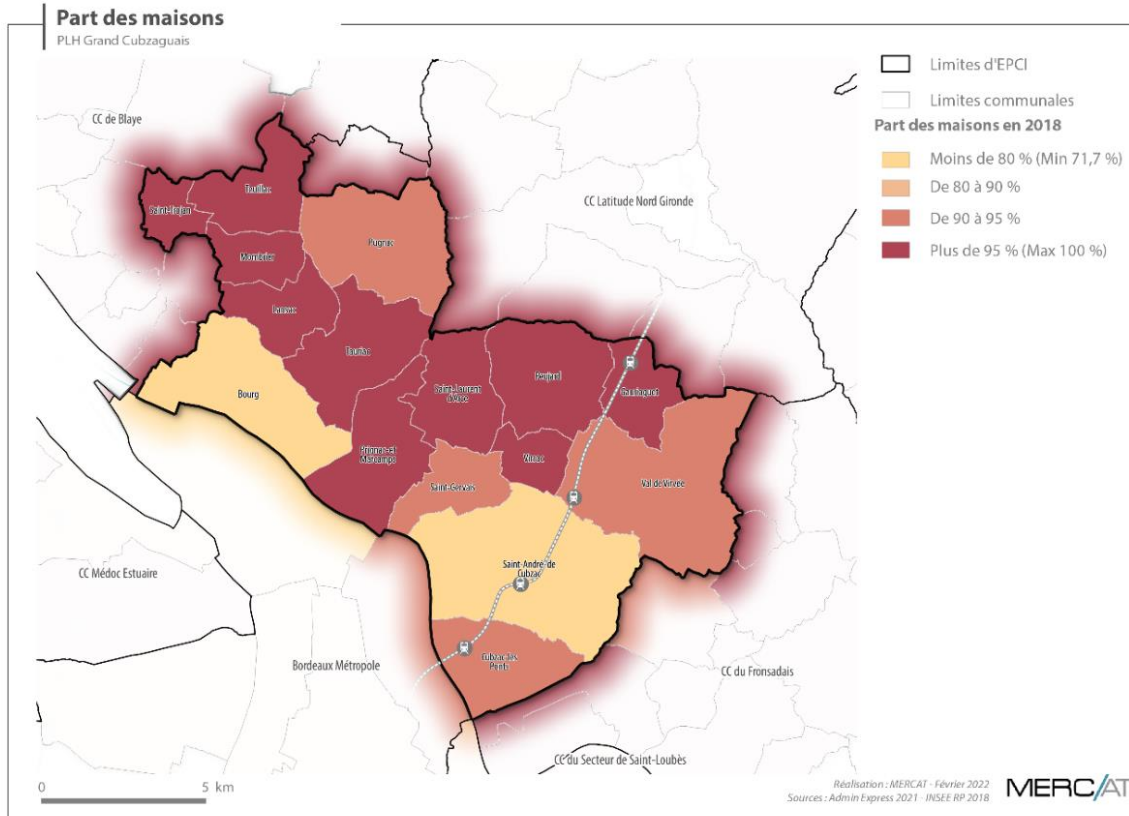 Part des maisons
PLH Grand Cubzaguais
Limites d'EPCI
Limites communales
Part des maisons en 2018
Moins de 80 % (Min 71,7 %)
De 80 à 90 %
De 90 à 95 %
Plus de 95 % (Max 100 %)
CC de Blaye
CC Latitude Nord Gironde
Teuillac
Saint-Trojan
Pugnac
Mombrier
Lansac
Tauriac
Bourg
Saint-Laurent
d'Arce
Peujard
Gauriaguet
Prignac-et
Marcamps
Virsac
Saint-Gervais
Val de Virvée
Saint-André-de
Cubzac
Cubzac-les
Ponts
CC Médoc Estuaire
Bordeaux Métropole
CC du Fronsadais
CC du Secteur de Saint-Loubès
0 5 km
Réalisation : MERCAT - Février 2022
Sources : Admin Express 2021 - INSEE RP 2018
MERC/AT